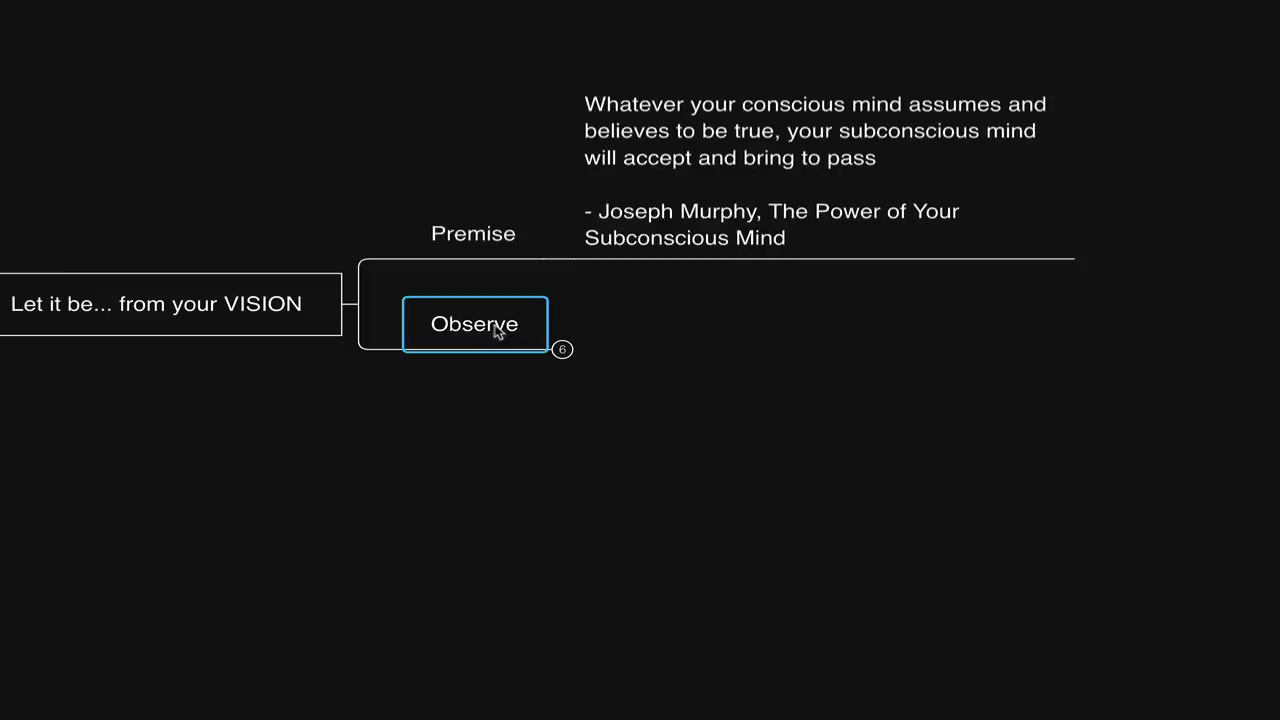 Whatever your conscious mind assumes and
believes to be true, your subconscious mind
will accept and bring to pass
- Joseph Murphy, The Power of Your
Subconscious Mind
Premise
Let it be... from your VISION
Observe
6